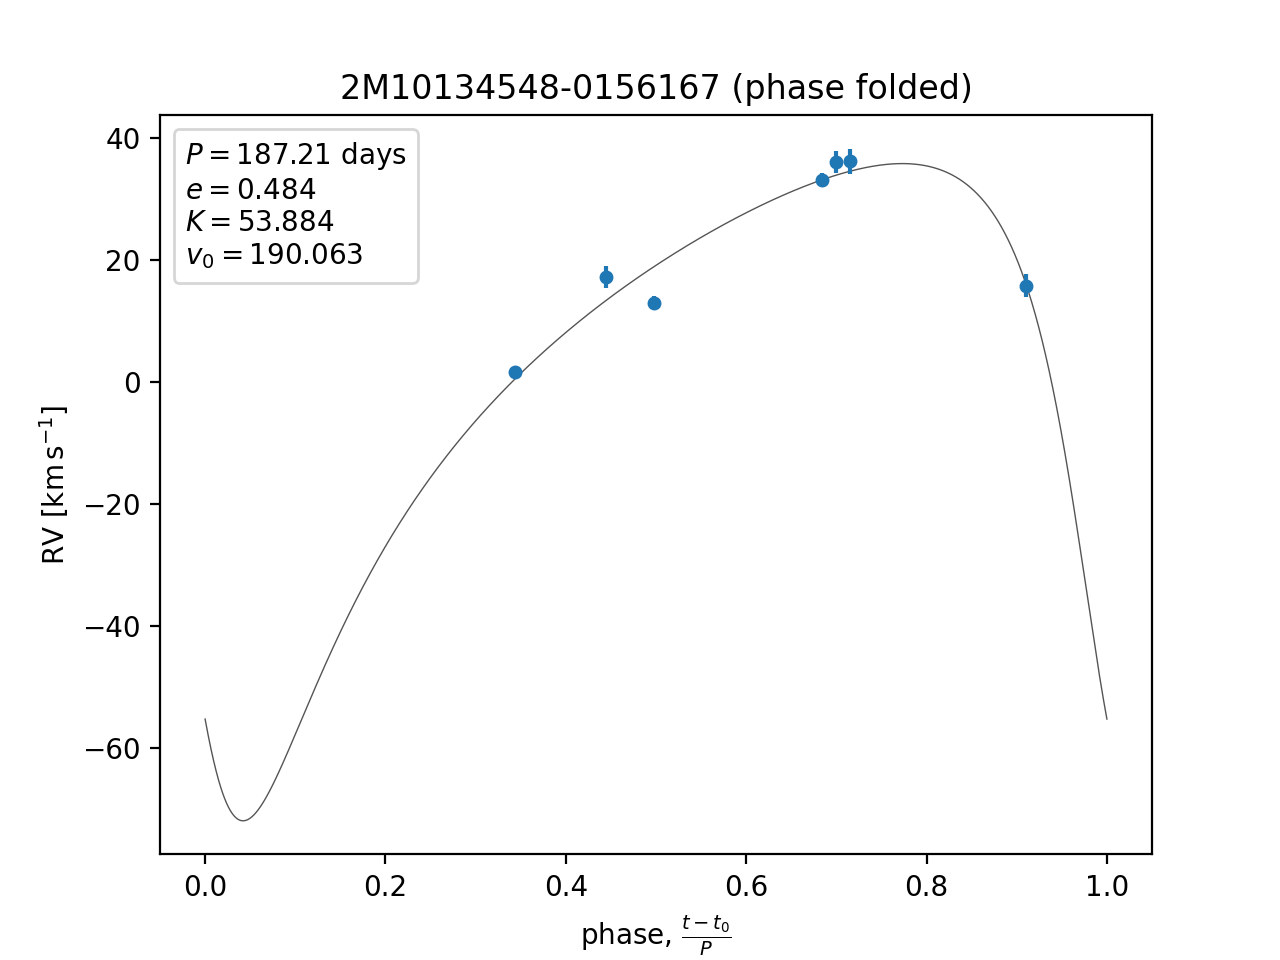 2M10134548-0156167 (phase folded)
P = 187.21 days
e = 0.484
K = 53.884
v₀ = 190.063
40
20
0
−20
−40
−60
RV [km s⁻¹]
0.0 0.2 0.4 0.6 0.8 1.0
phase, (t − t₀)/P